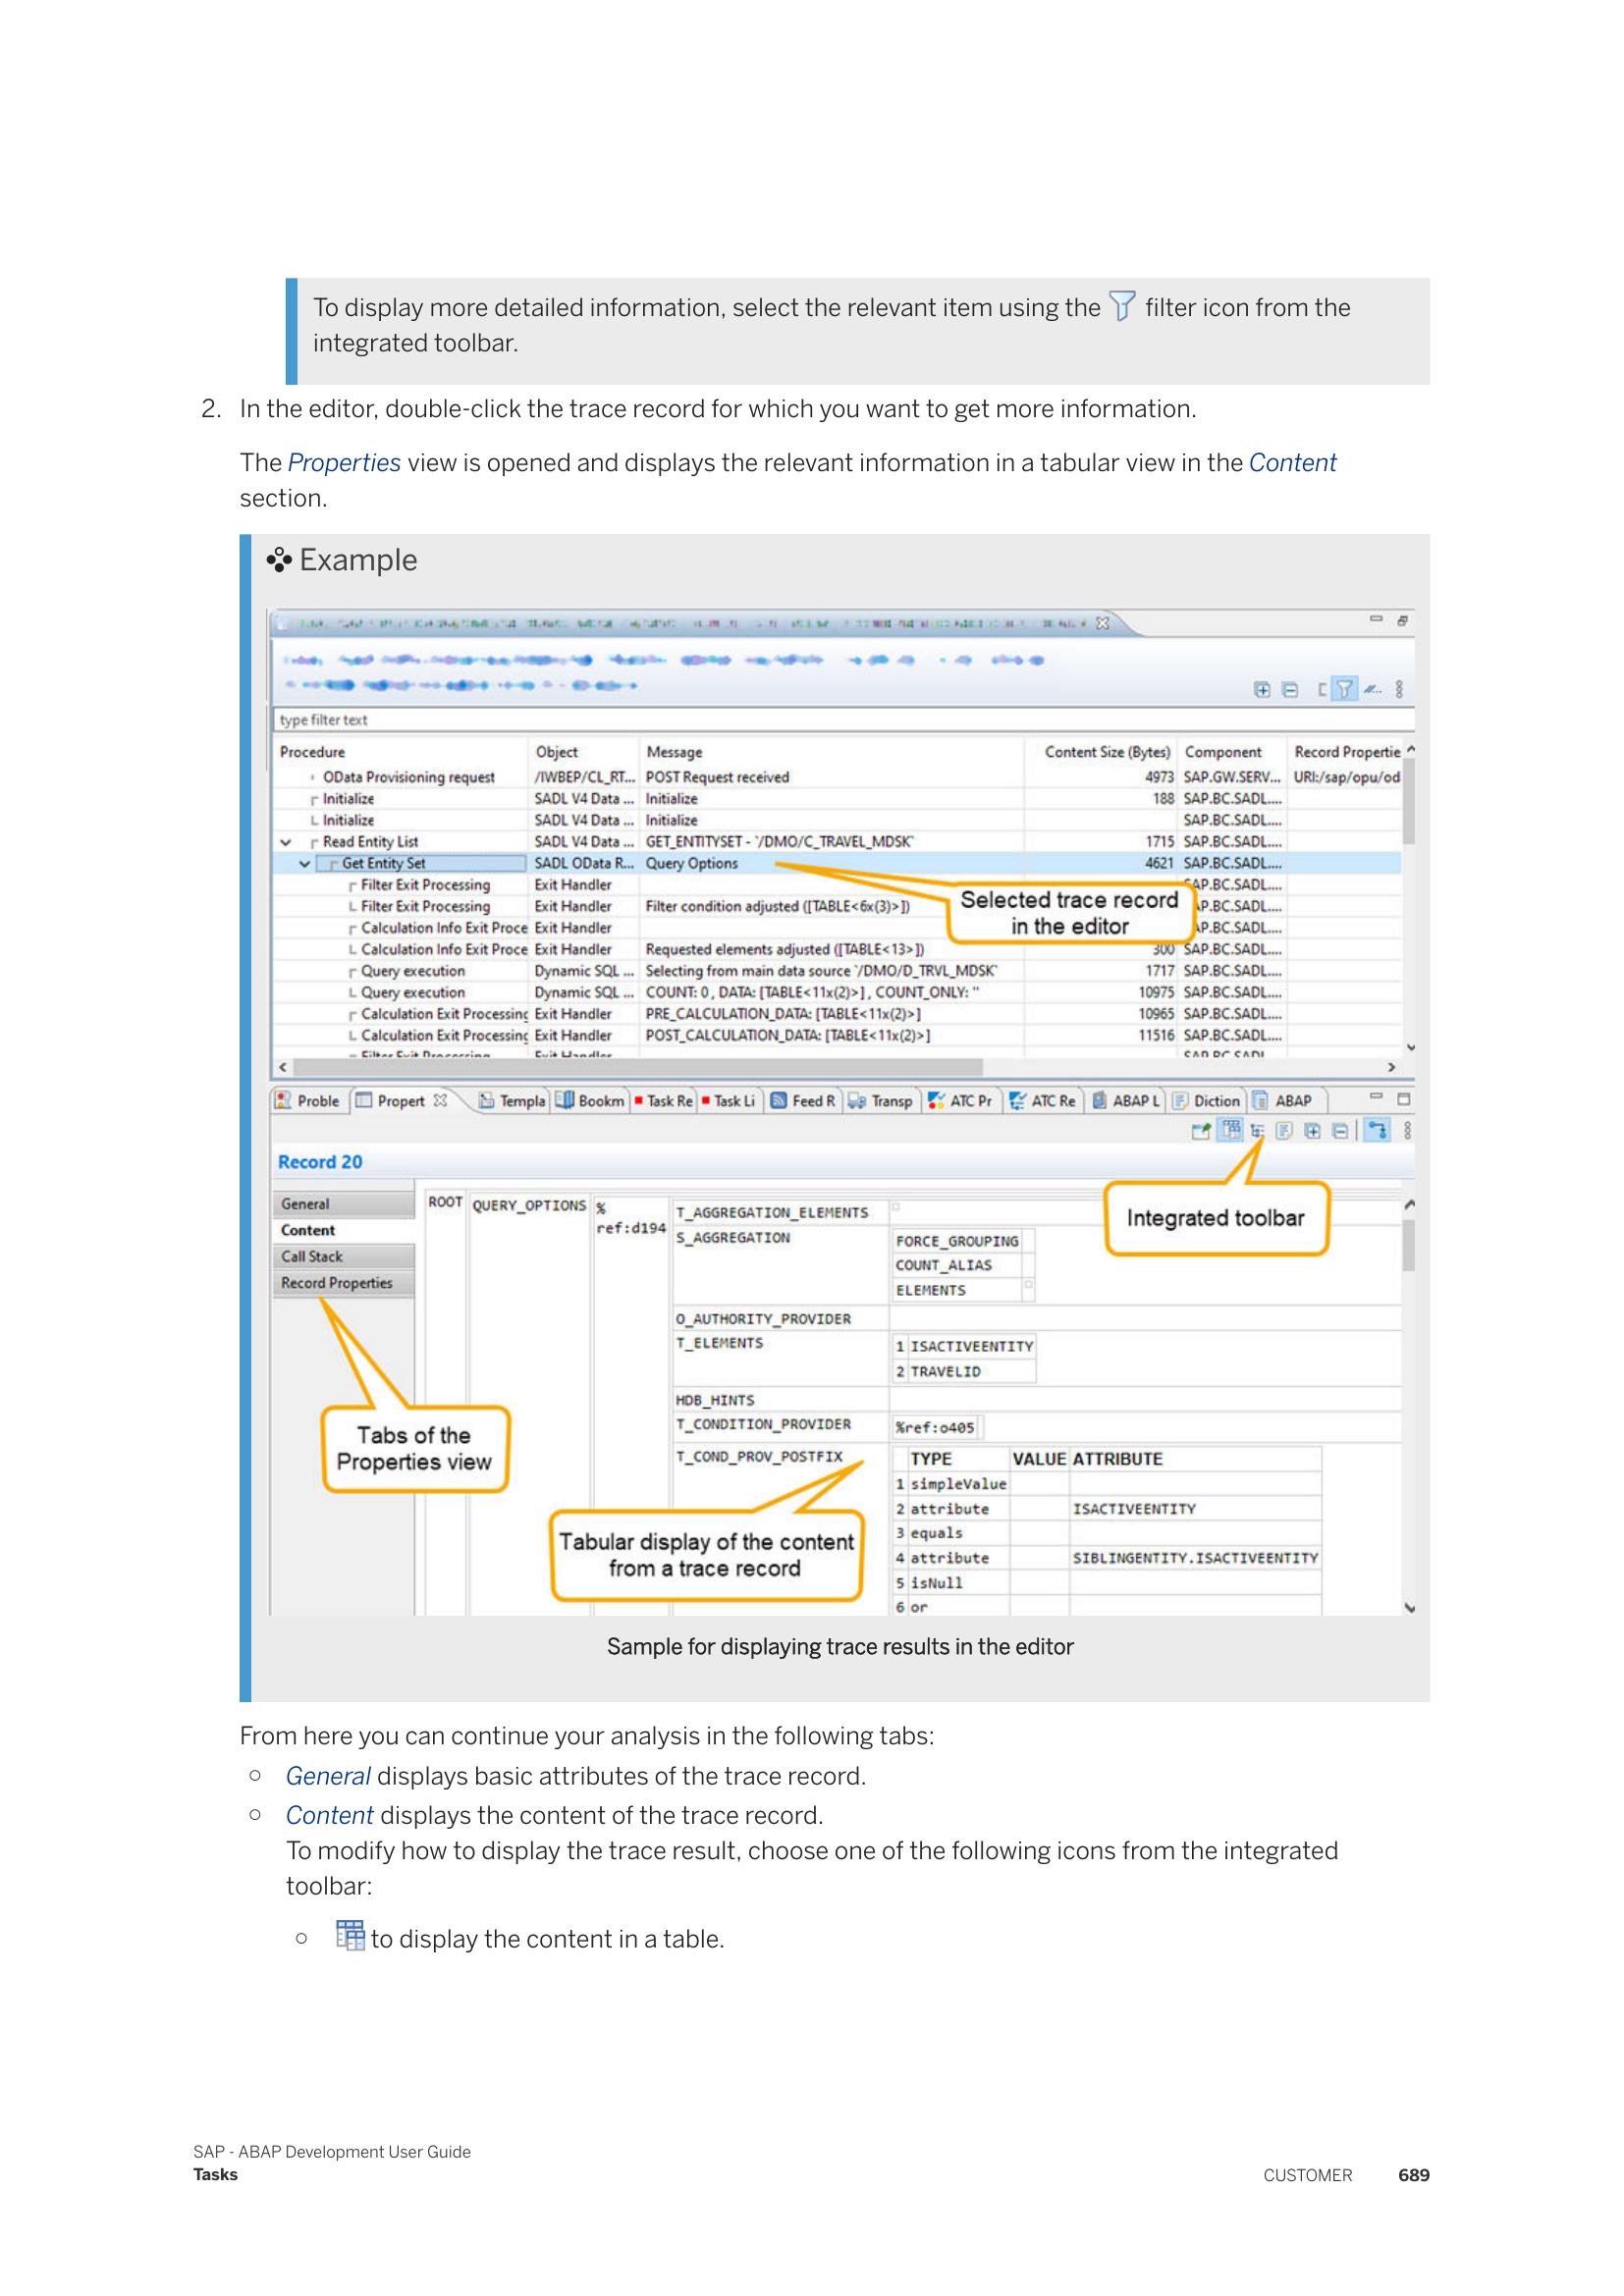 To display more detailed information, select the relevant item using the filter icon from the
integrated toolbar.
2. In the editor, double-click the trace record for which you want to get more information.
The Properties view is opened and displays the relevant information in a tabular view in the Content
section.
Example
type filter text
Procedure Object Message Content Size (Bytes) Component Record Propertie
OData Provisioning request /IWBEP/CL_RT... POST Request received 4973 SAP.GW.SERV... URI:/sap/opu/od
Initialize SADL V4 Data ... Initialize 188 SAP.BC.SADL....
Initialize SADL V4 Data ... Initialize SAP.BC.SADL....
Read Entity List SADL V4 Data ... GET_ENTITYSET - '/DMO/C_TRAVEL_MDSK' 1715 SAP.BC.SADL....
Get Entity Set SADL OData R... Query Options 4621 SAP.BC.SADL....
Filter Exit Processing Exit Handler AP.BC.SADL....
Filter Exit Processing Exit Handler Filter condition adjusted ([TABLE<6x(3)>]) AP.BC.SADL....
Calculation Info Exit Proce Exit Handler AP.BC.SADL....
Calculation Info Exit Proce Exit Handler Requested elements adjusted ([TABLE<13>]) 300 SAP.BC.SADL....
Query execution Dynamic SQL ... Selecting from main data source '/DMO/D_TRVL_MDSK' 1717 SAP.BC.SADL....
Query execution Dynamic SQL ... COUNT: 0 , DATA: [TABLE<11x(2)>] , COUNT_ONLY: '' 10975 SAP.BC.SADL....
Calculation Exit Processing Exit Handler PRE_CALCULATION_DATA: [TABLE<11x(2)>] 10965 SAP.BC.SADL....
Calculation Exit Processing Exit Handler POST_CALCULATION_DATA: [TABLE<11x(2)>] 11516 SAP.BC.SADL....
Filter Exit Processing Exit Handler SAP.BC.SADL
Selected trace record
in the editor
Proble Propert Templa Bookm Task Re Task Li Feed R Transp ATC Pr ATC Re ABAP L Diction ABAP
Record 20
Integrated toolbar
General
Content
Call Stack
Record Properties
ROOT QUERY_OPTIONS %
ref:d194
T_AGGREGATION_ELEMENTS
S_AGGREGATION FORCE_GROUPING
COUNT_ALIAS
ELEMENTS
O_AUTHORITY_PROVIDER
T_ELEMENTS 1 ISACTIVEENTITY
2 TRAVELID
HDB_HINTS
T_CONDITION_PROVIDER %ref:o405
T_COND_PROV_POSTFIX TYPE VALUE ATTRIBUTE
1 simpleValue
2 attribute ISACTIVEENTITY
3 equals
4 attribute SIBLINGENTITY.ISACTIVEENTITY
5 isNull
6 or
Tabs of the
Properties view
Tabular display of the content
from a trace record
Sample for displaying trace results in the editor
From here you can continue your analysis in the following tabs:
○ General displays basic attributes of the trace record.
○ Content displays the content of the trace record.
To modify how to display the trace result, choose one of the following icons from the integrated
toolbar:
○ to display the content in a table.
SAP - ABAP Development User Guide
Tasks
CUSTOMER 689